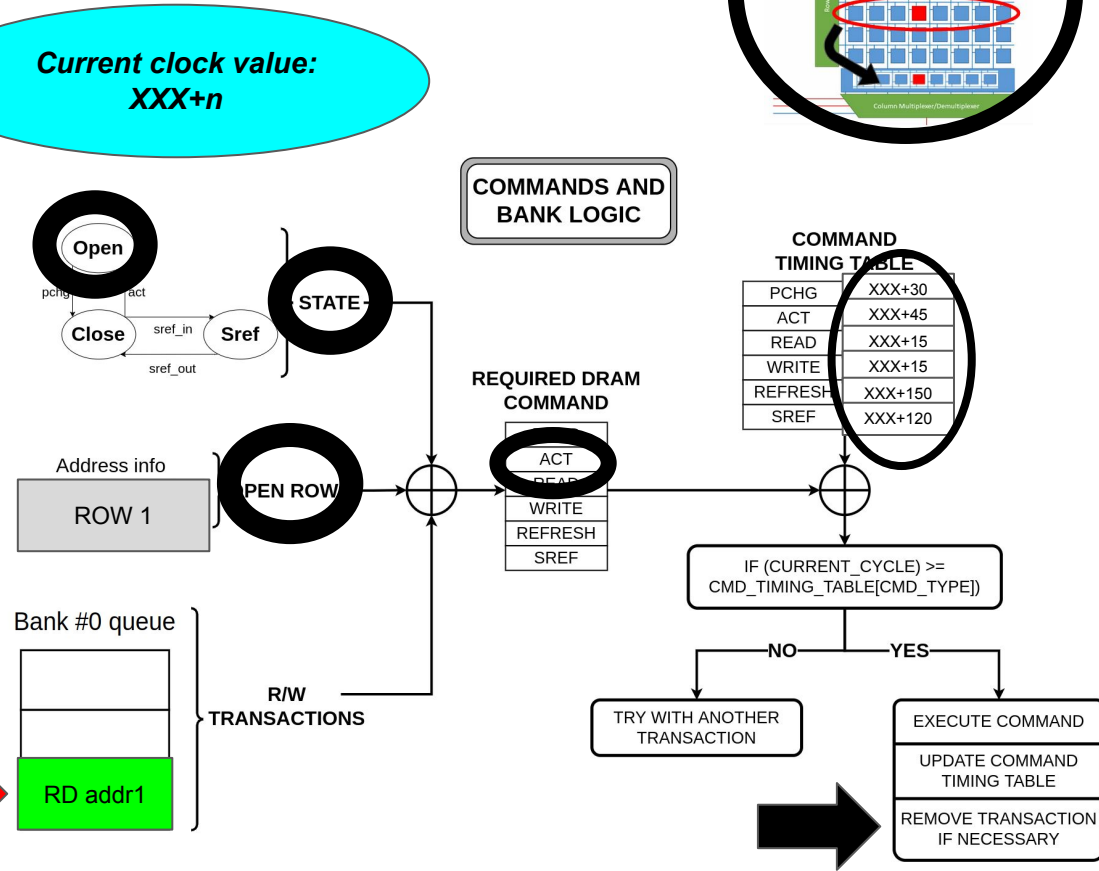 Current clock value:
XXX+n
Column Multiplexer/Demultiplexer
COMMANDS AND
BANK LOGIC
Open
pchg
act
Close
sref_in
Sref
sref_out
STATE
COMMAND
TIMING TABLE
PCHG XXX+30
ACT XXX+45
READ XXX+15
WRITE XXX+15
REFRESH XXX+150
SREF XXX+120
REQUIRED DRAM
COMMAND
ACT
READ
WRITE
REFRESH
SREF
Address info
ROW 1
OPEN ROW
IF (CURRENT_CYCLE) >=
CMD_TIMING_TABLE[CMD_TYPE])
NO
YES
Bank #0 queue
RD addr1
R/W
TRANSACTIONS
TRY WITH ANOTHER
TRANSACTION
EXECUTE COMMAND
UPDATE COMMAND
TIMING TABLE
REMOVE TRANSACTION
IF NECESSARY